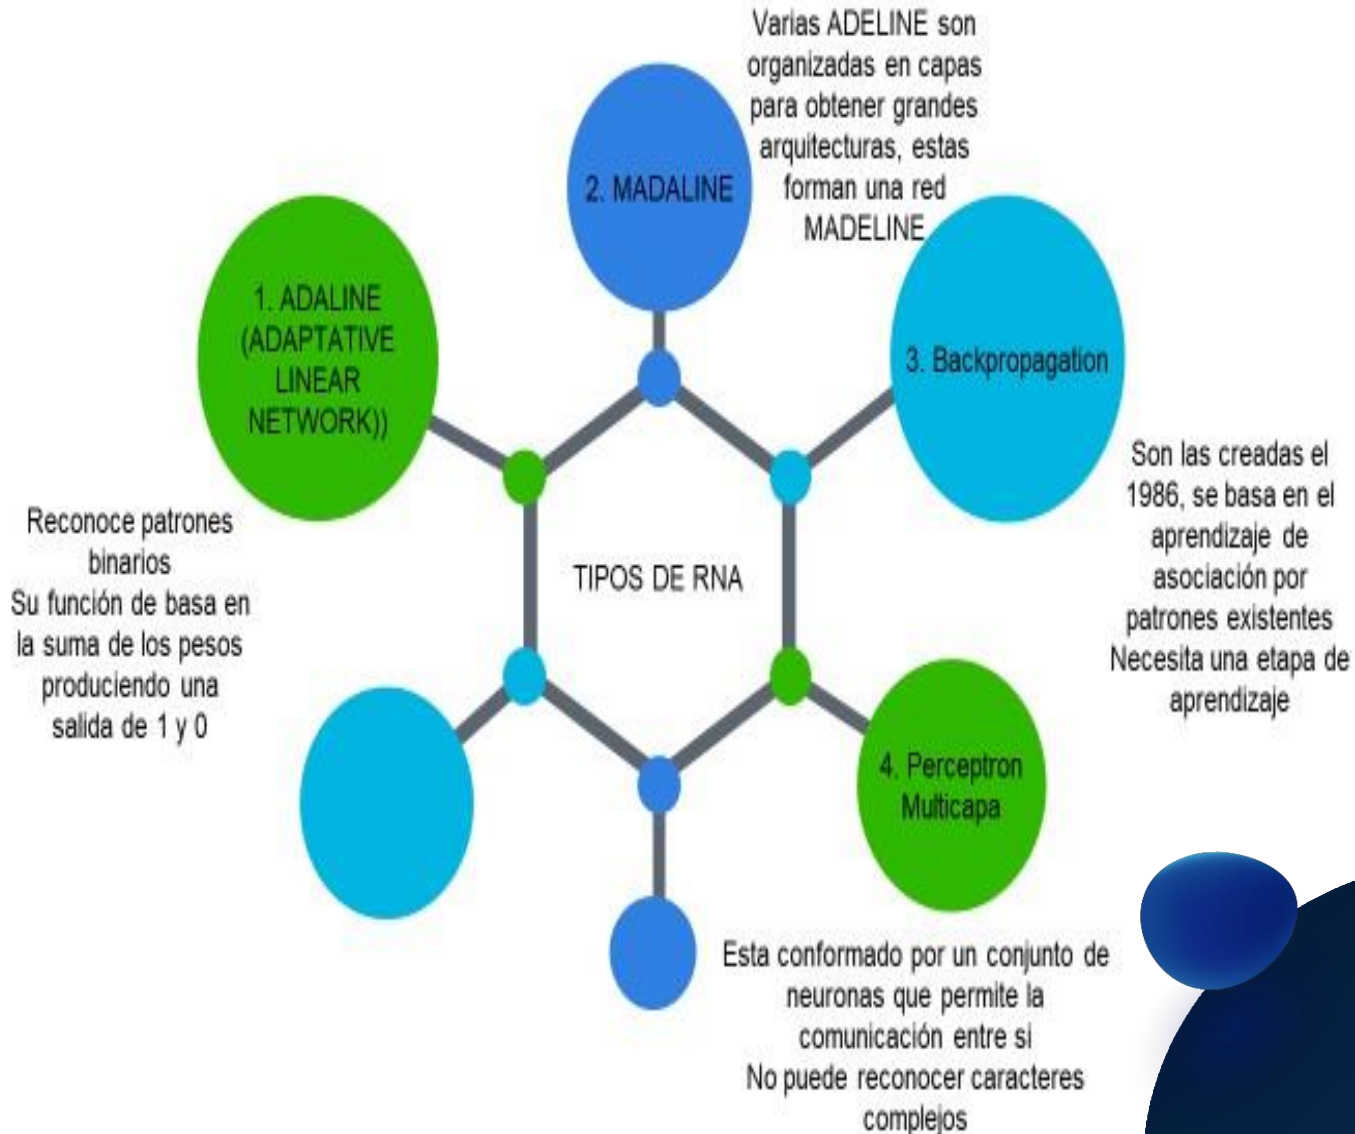 1. ADALINE
(ADAPTATIVE
LINEAR
NETWORK))
Reconoce patrones
binarios
Su función de basa en
la suma de los pesos
produciendo una
salida de 1 y 0
2. MADALINE
Varias ADELINE son
organizadas en capas
para obtener grandes
arquitecturas, estas
forman una red
MADELINE
3. Backpropagation
Son las creadas el
1986, se basa en el
aprendizaje de
asociación por
patrones existentes
Necesita una etapa de
aprendizaje
TIPOS DE RNA
4. Perceptron
Multicapa
Esta conformado por un conjunto de
neuronas que permite la
comunicación entre si
No puede reconocer caracteres
complejos